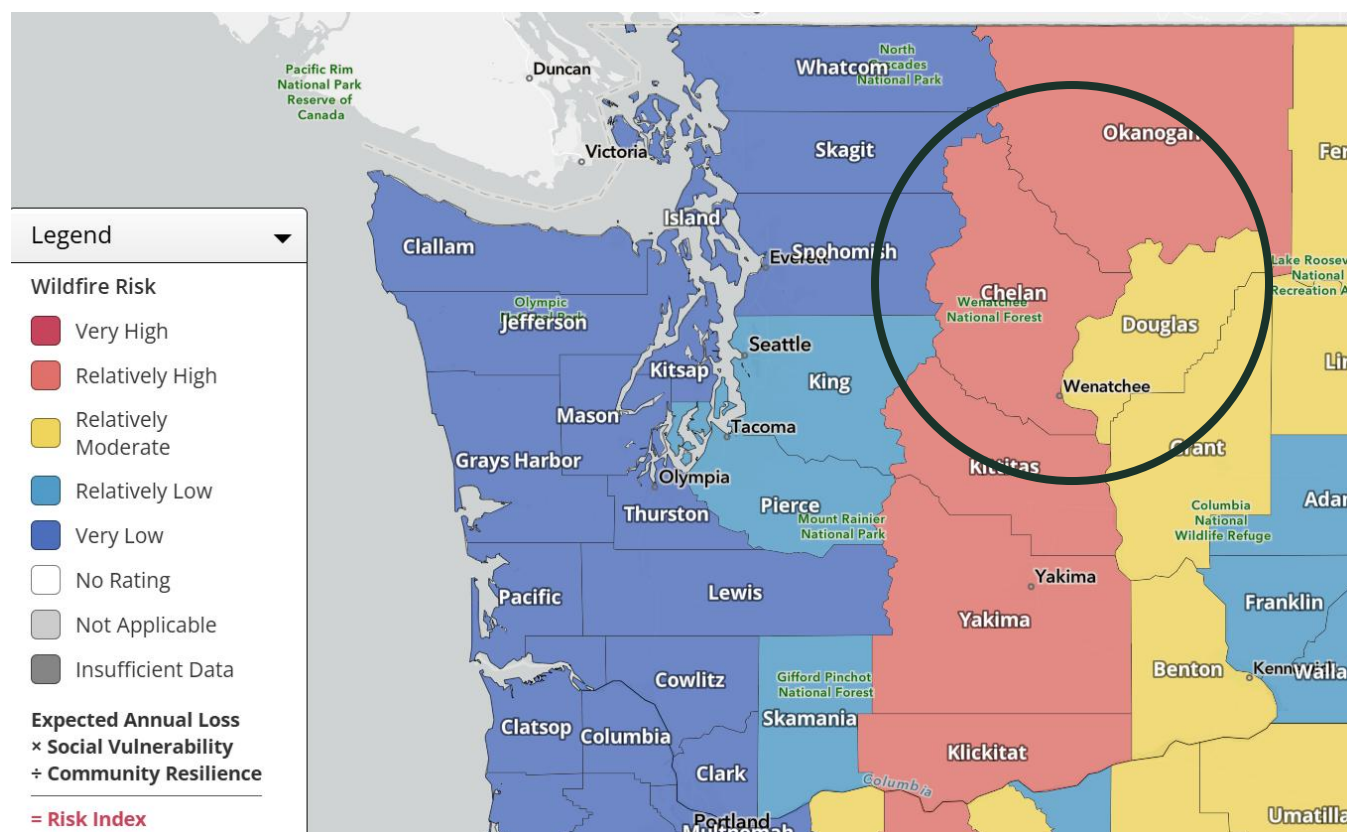 North
Cascades
National Park
Whatcom
Pacific Rim
National Park
Reserve of
Canada
Duncan
Okanogan
Victoria
Skagit
Fer
Island
Legend
Clallam
Everett
Snohomish
Lake Roosev
National
Recreation A
Wildfire Risk
Chelan
Wenatchee
National Forest
Olympic
National Park
Jefferson
Douglas
Very High
Seattle
Relatively High
Kitsap
King
Lin
Wenatchee
Relatively
Moderate
Mason
Tacoma
Grays Harbor
Grant
Kittitas
Olympia
Relatively Low
Thurston
Pierce
Mount Rainier
National Park
Columbia
National
Wildlife Refuge
Adar
Very Low
No Rating
Yakima
Pacific
Lewis
Franklin
Yakima
Not Applicable
Insufficient Data
Cowlitz
Gifford Pinchot
National Forest
Benton
Walla
Expected Annual Loss
× Social Vulnerability
÷ Community Resilience
Skamania
Clatsop
Columbia
Klickitat
Clark
Columbia
= Risk Index
Portland
Multnomah
Umatilla